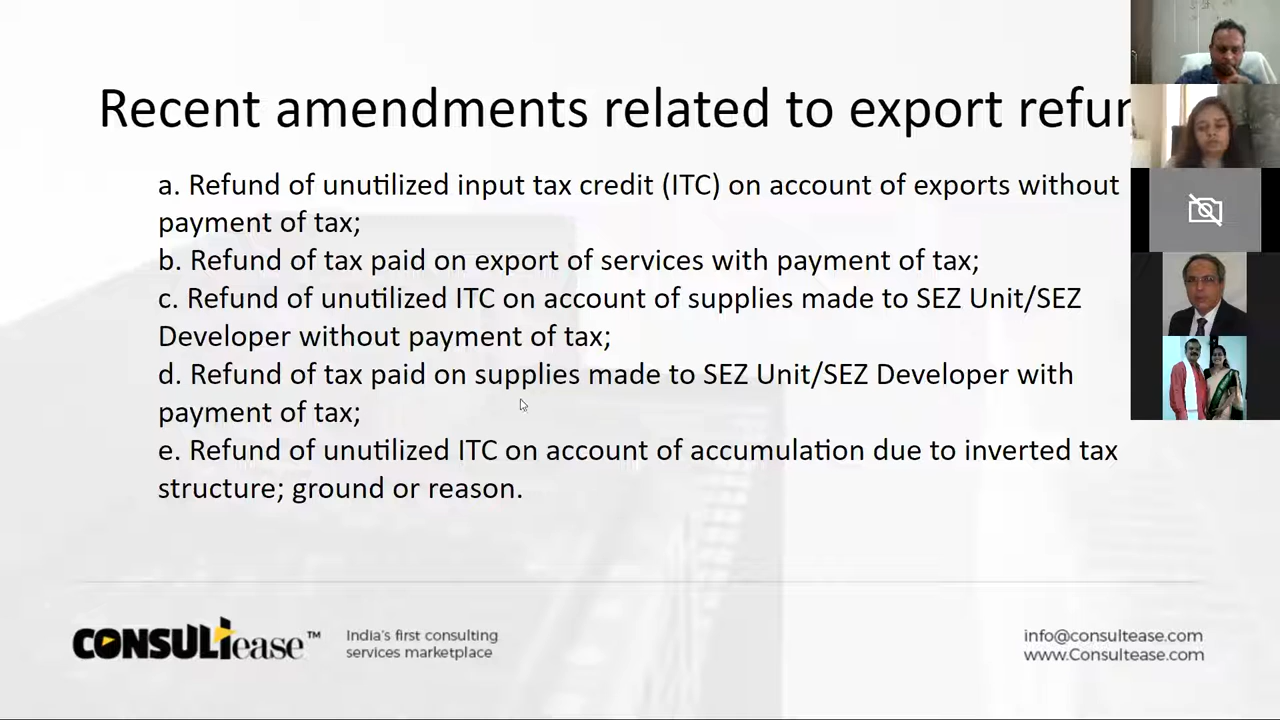 Recent amendments related to export refun
a. Refund of unutilized input tax credit (ITC) on account of exports without
payment of tax;
b. Refund of tax paid on export of services with payment of tax;
c. Refund of unutilized ITC on account of supplies made to SEZ Unit/SEZ
Developer without payment of tax;
d. Refund of tax paid on supplies made to SEZ Unit/SEZ Developer with
payment of tax;
e. Refund of unutilized ITC on account of accumulation due to inverted tax
structure; ground or reason.
CONSULTease™
India's first consulting
services marketplace
info@consultease.com
www.Consultease.com